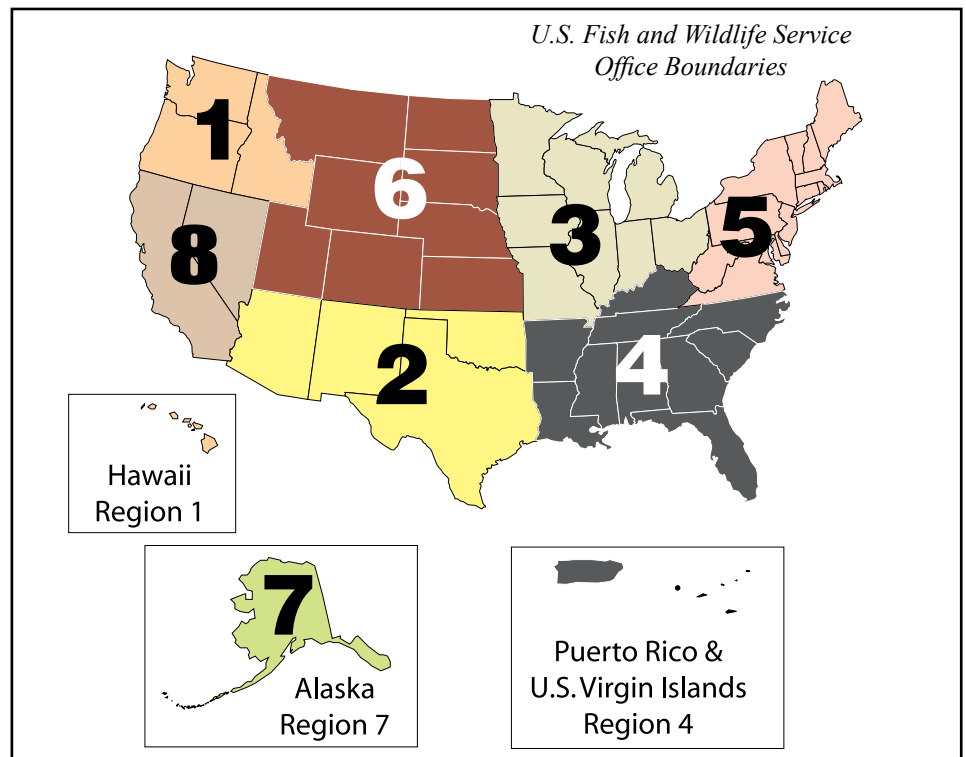 U.S. Fish and Wildlife Service
Office Boundaries
1
6
3
5
8
4
2
Hawaii
Region 1
7
Alaska
Region 7
Puerto Rico &
U.S. Virgin Islands
Region 4